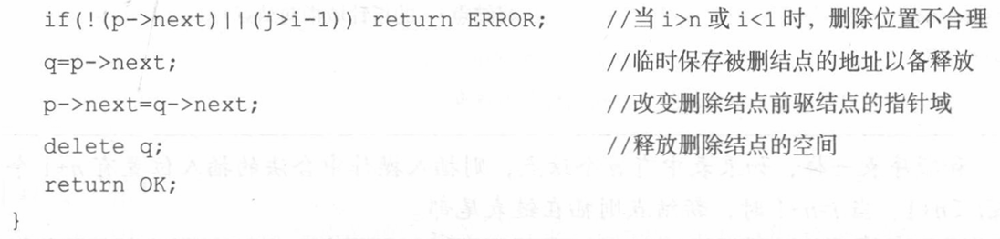 if(!(p->next)||(j>i-1)) return ERROR; //当 i>n 或 i<1 时，删除位置不合理
q=p->next; //临时保存被删结点的地址以备释放
p->next=q->next; //改变删除结点前驱结点的指针域
delete q; //释放删除结点的空间
return OK;
}